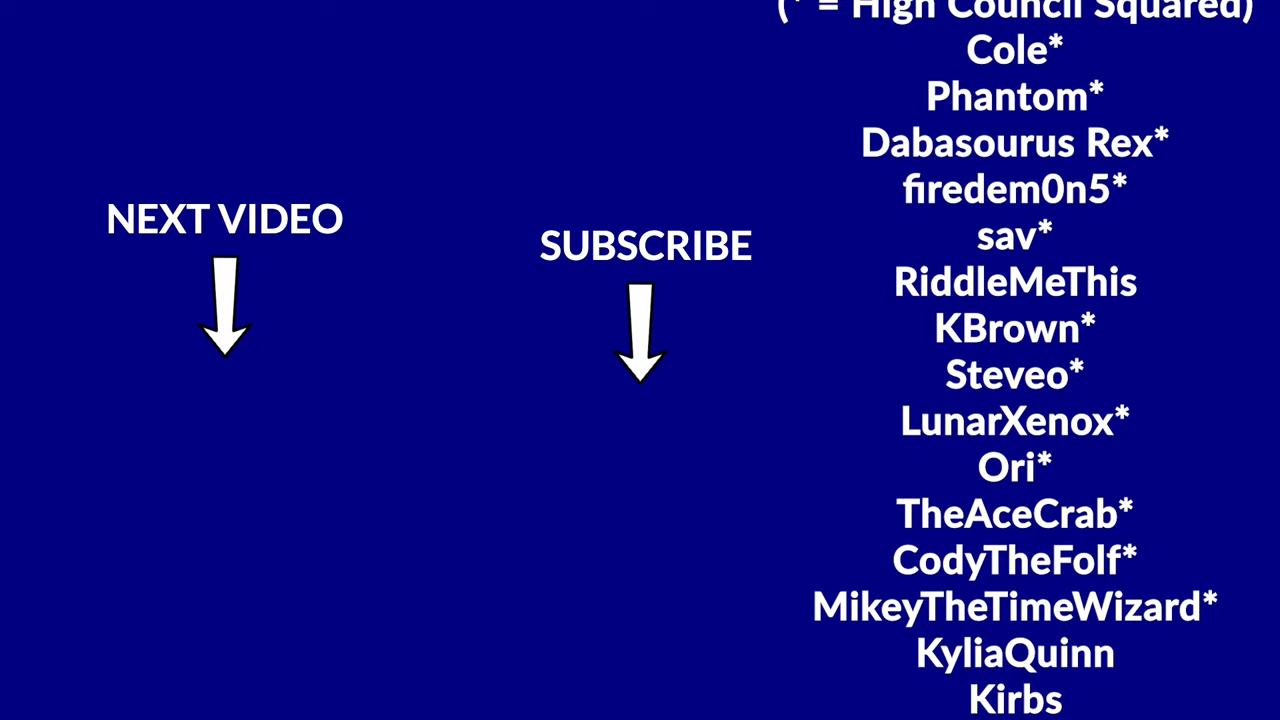 (* = High Council Squared)
Cole*
Phantom*
Dabasourus Rex*
firedem0n5*
sav*
RiddleMeThis
KBrown*
Steveo*
LunarXenox*
Ori*
TheAceCrab*
CodyTheFolf*
MikeyTheTimeWizard*
KyliaQuinn
Kirbs
NEXT VIDEO
SUBSCRIBE